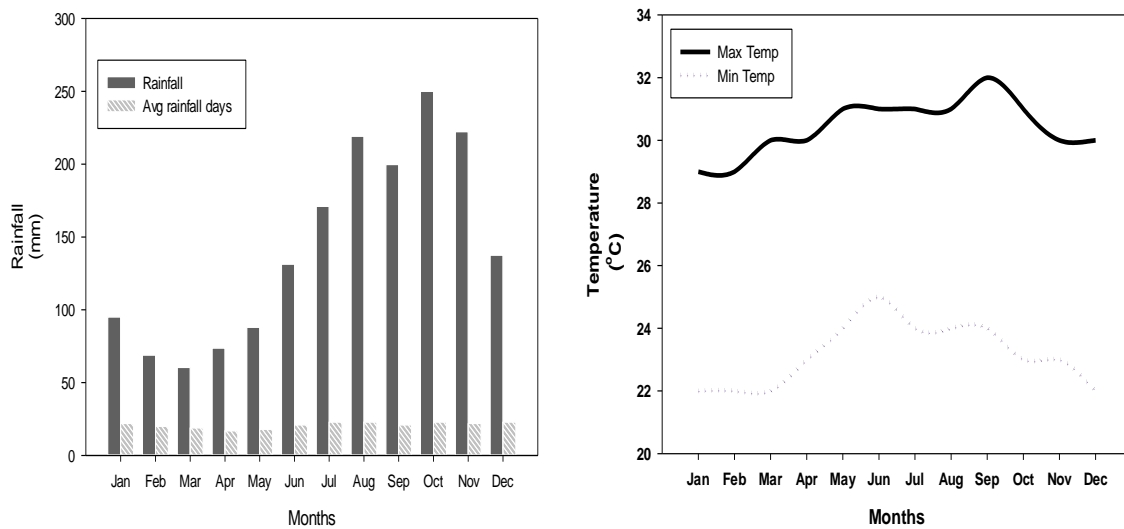 300
250
200
150
100
50
0
Rainfall
(mm)
Rainfall
Avg rainfall days
Jan Feb Mar Apr May Jun Jul Aug Sep Oct Nov Dec
Months
34
32
30
28
26
24
22
20
Temperature
(°C)
Max Temp
Min Temp
Jan Feb Mar Apr May Jun Jul Aug Sep Oct Nov Dec
Months